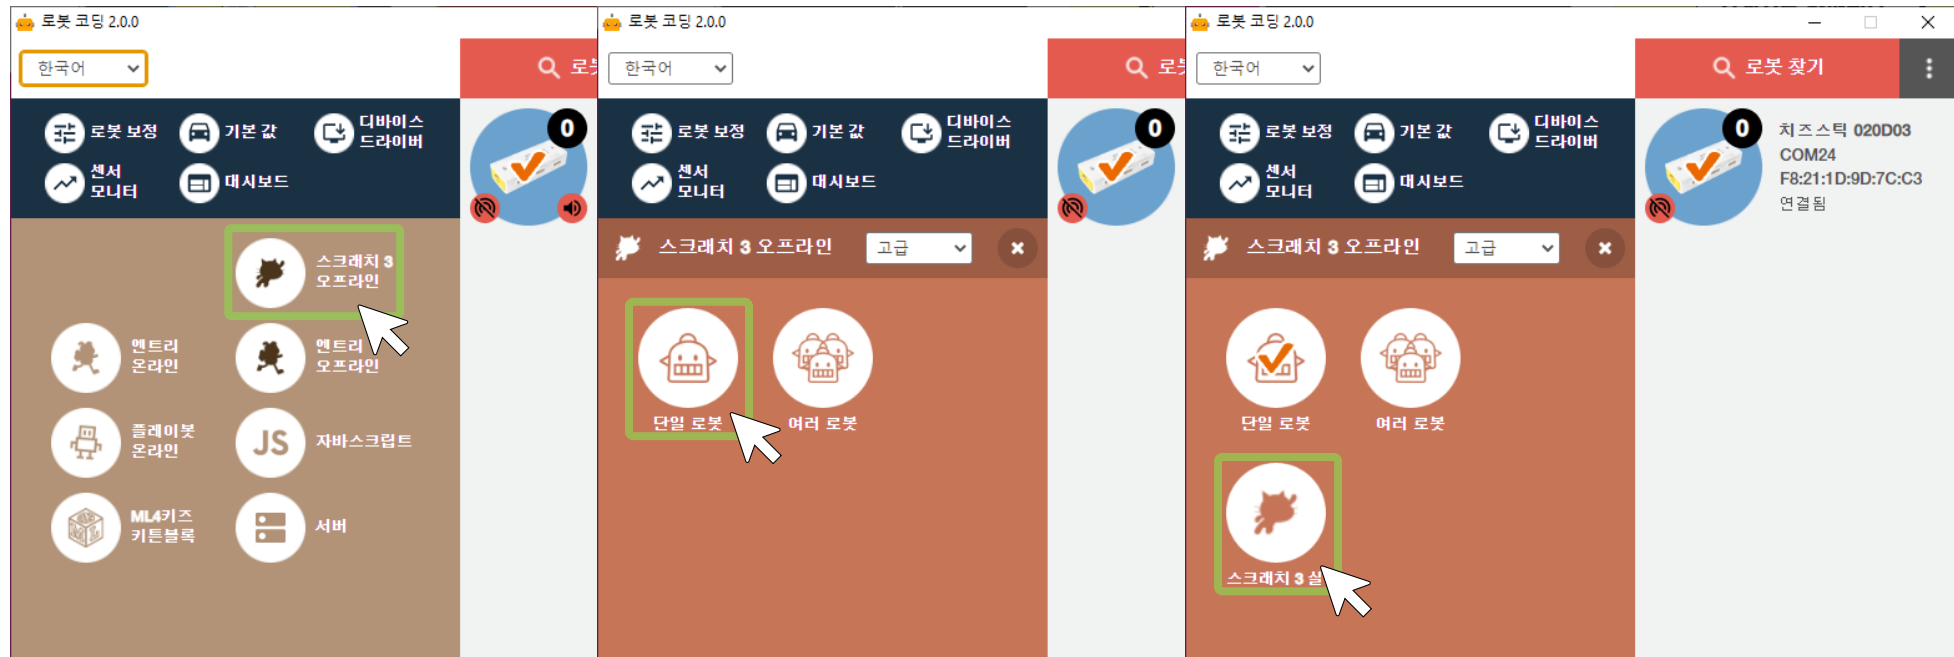 로봇 코딩 2.0.0
한국어
로봇 보정
기본 값
디바이스
드라이버
센서
모니터
대시보드
0
스크래치 3
오프라인
엔트리
온라인
엔트리
오프라인
플레이봇
온라인
JS
자바스크립트
ML4키즈
키튼블록
서버
로봇 코딩 2.0.0
한국어
로봇 보정
기본 값
디바이스
드라이버
센서
모니터
대시보드
0
스크래치 3 오프라인
고급
단일 로봇
여러 로봇
로봇 코딩 2.0.0
한국어
로봇 찾기
로봇 보정
기본 값
디바이스
드라이버
센서
모니터
대시보드
0
치즈스틱 020D03
COM24
F8:21:1D:9D:7C:C3
연결됨
스크래치 3 오프라인
고급
단일 로봇
여러 로봇
스크래치 3